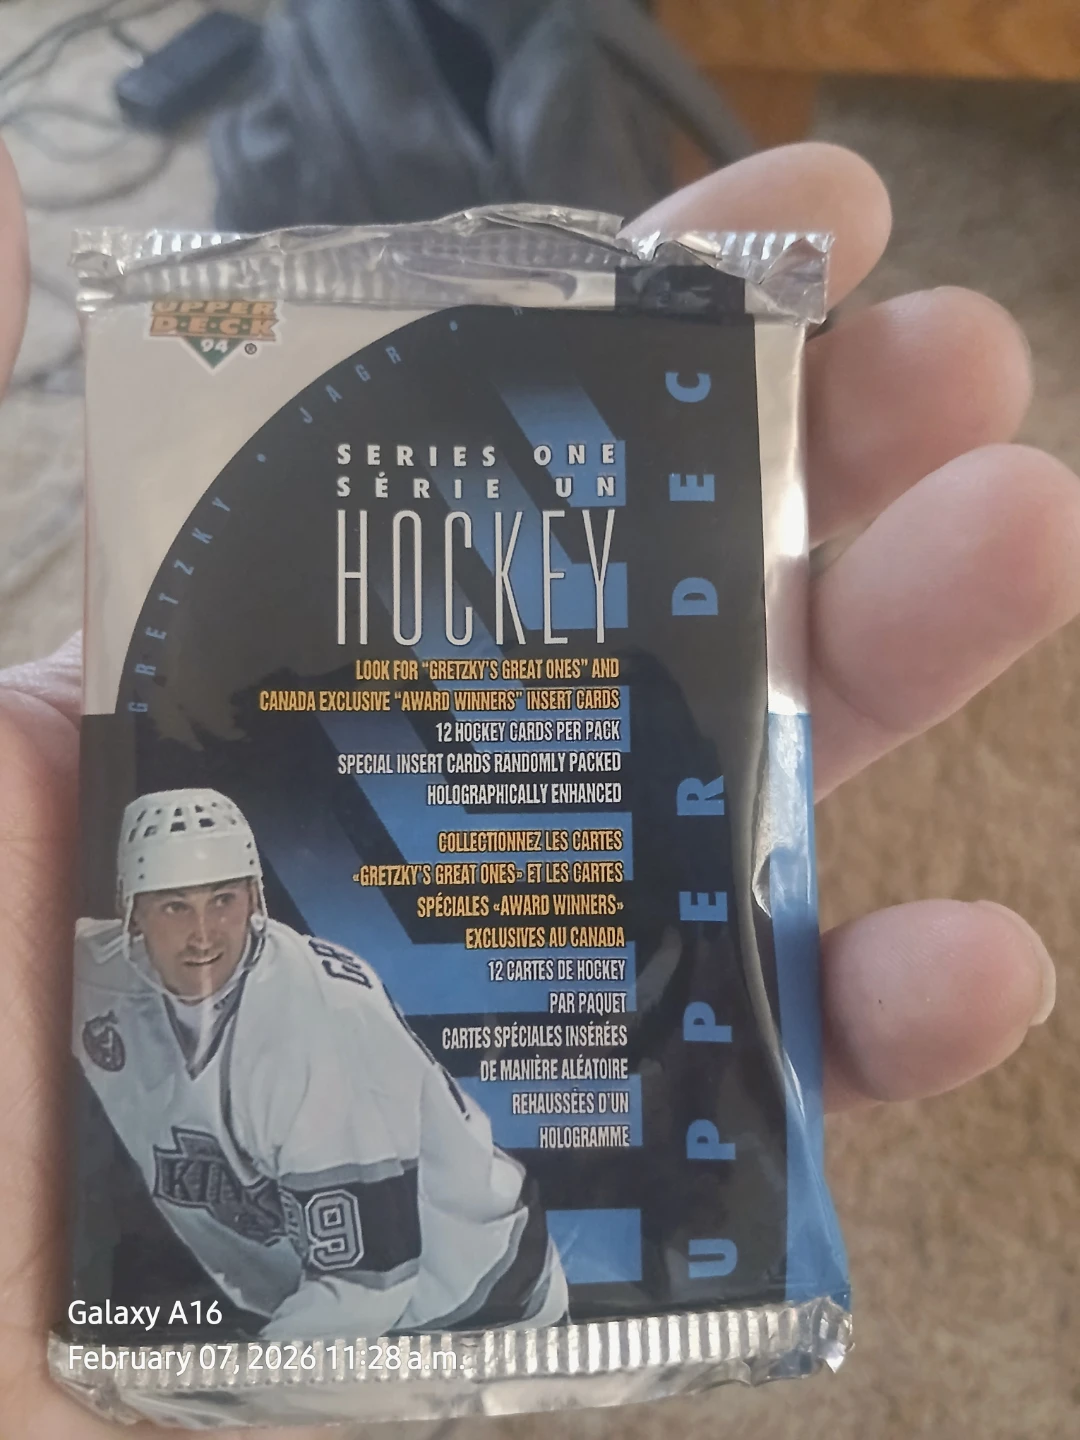 UPPER
D·E·C·K
94 ®
GRETZKY • JAGR •
SERIES ONE
SÉRIE UN
HOCKEY
LOOK FOR "GRETZKY'S GREAT ONES" AND
CANADA EXCLUSIVE "AWARD WINNERS" INSERT CARDS
12 HOCKEY CARDS PER PACK
SPECIAL INSERT CARDS RANDOMLY PACKED
HOLOGRAPHICALLY ENHANCED
COLLECTIONNEZ LES CARTES
«GRETZKY'S GREAT ONES» ET LES CARTES
SPÉCIALES «AWARD WINNERS»
EXCLUSIVES AU CANADA
12 CARTES DE HOCKEY
PAR PAQUET
CARTES SPÉCIALES INSÉRÉES
DE MANIÈRE ALÉATOIRE
REHAUSSÉES D'UN
HOLOGRAMME
UPPER DEC
KINGS
99
Galaxy A16
February 07, 2026 11:28 a.m.